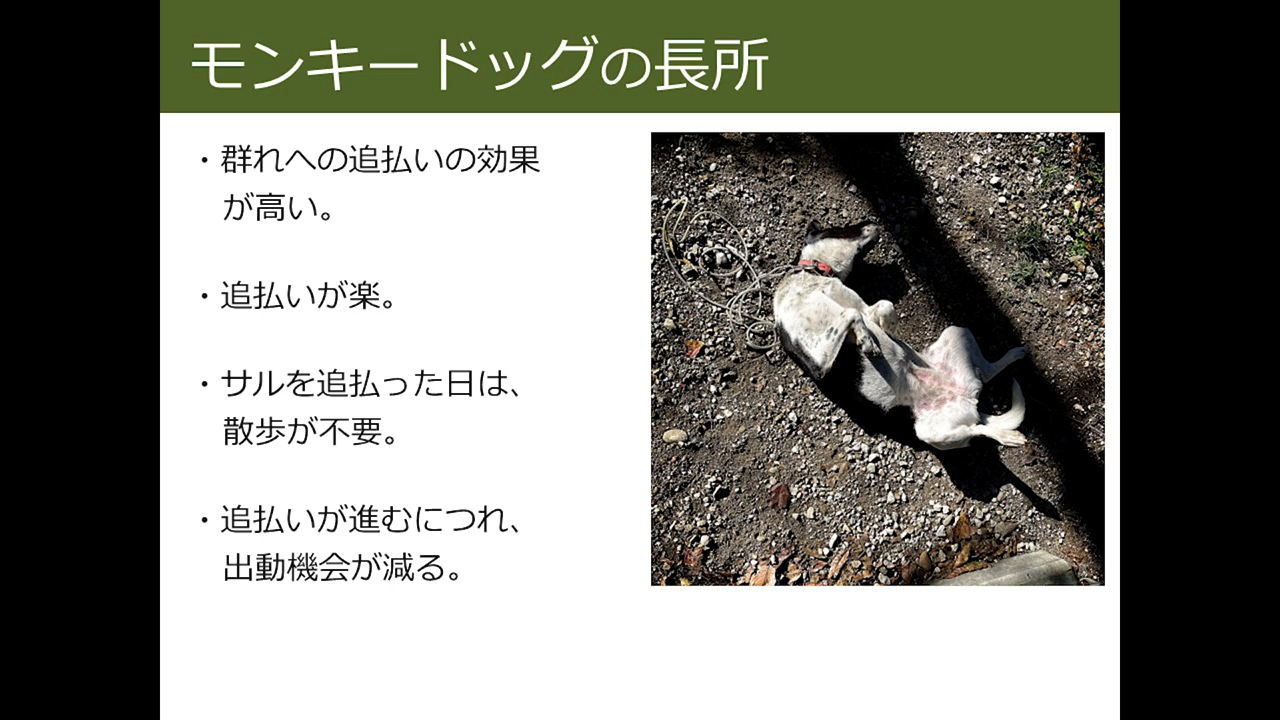 モンキードッグの長所
・群れへの追払いの効果
が高い。
・追払いが楽。
・サルを追払った日は、
散歩が不要。
・追払いが進むにつれ、
出動機会が減る。